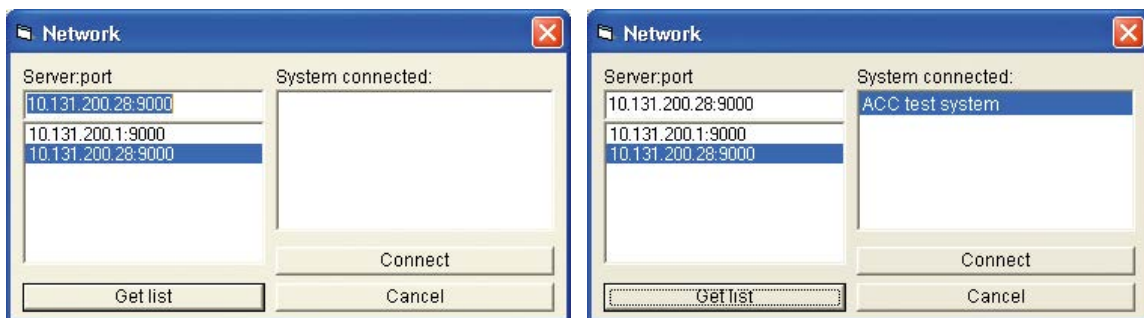 Network
Server:port
System connected:
10.131.200.28:9000
10.131.200.1:9000
10.131.200.28:9000
Connect
Get list
Cancel
Network
Server:port
System connected:
10.131.200.28:9000
ACC test system
10.131.200.1:9000
10.131.200.28:9000
Connect
Get list
Cancel